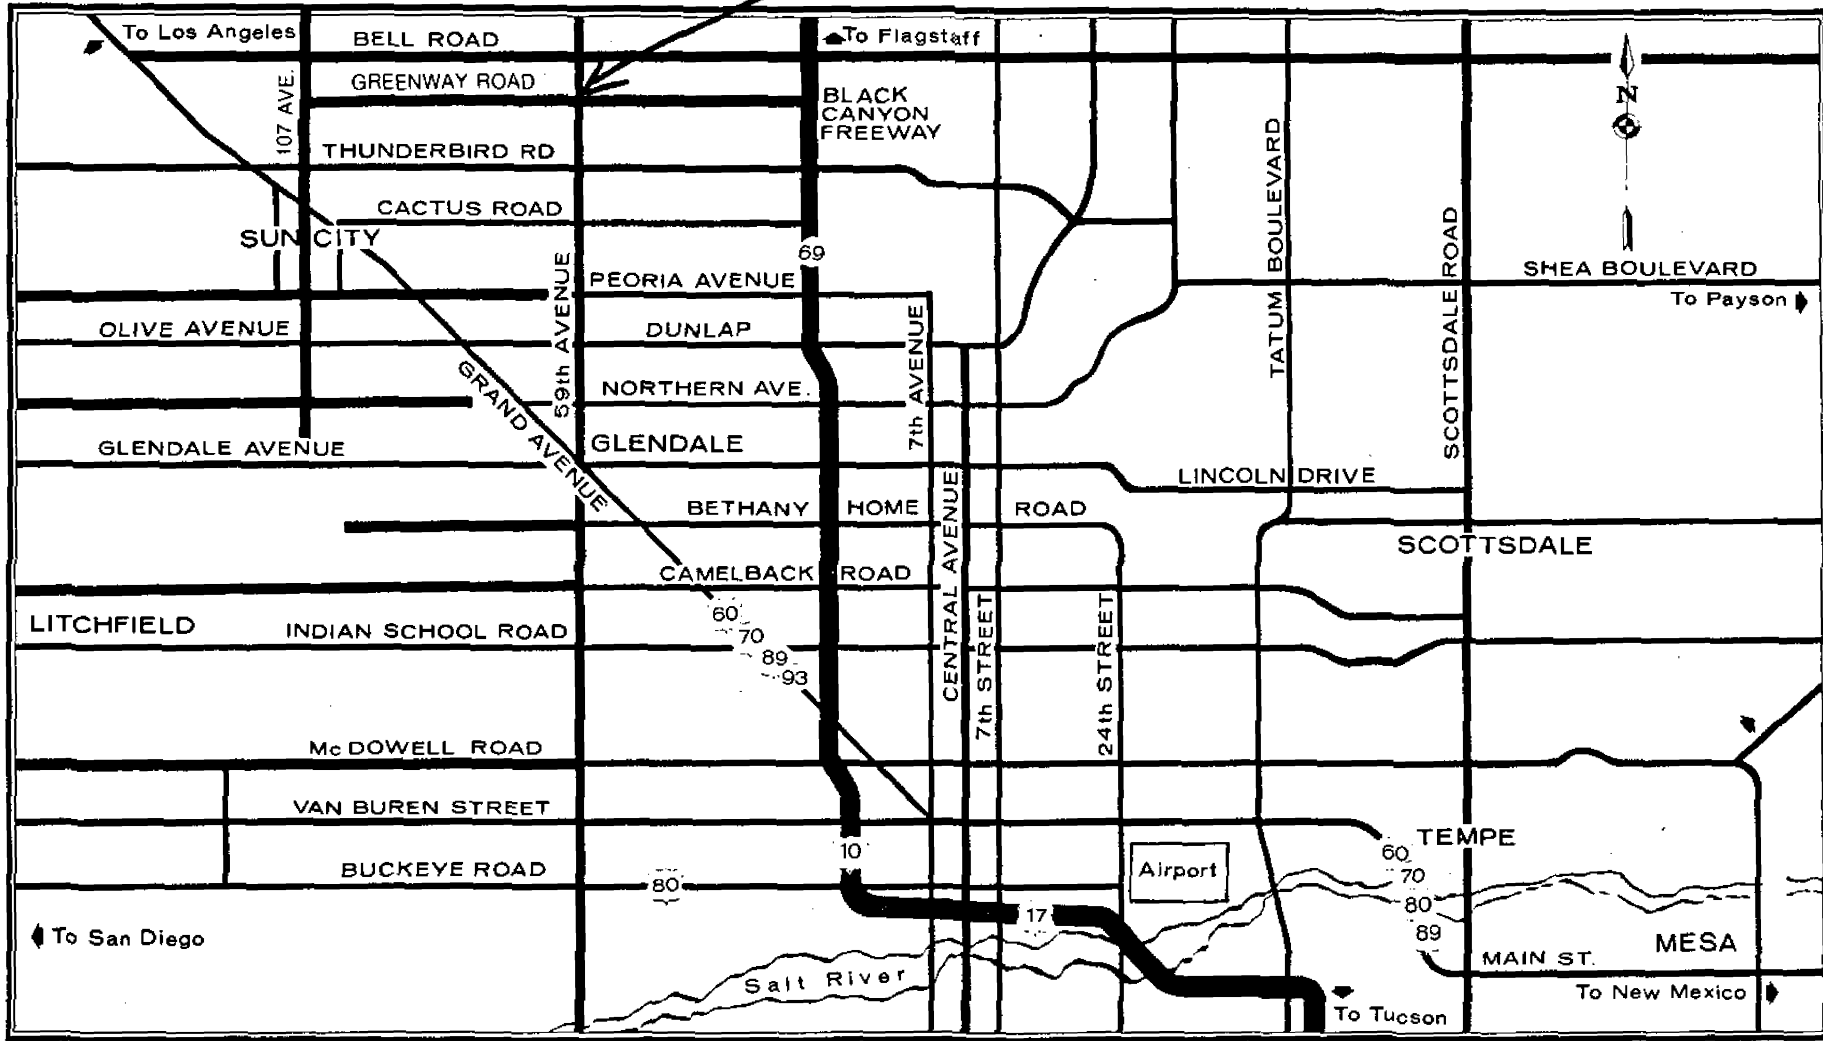 To Los Angeles
BELL ROAD
To Flagstaff
GREENWAY ROAD
BLACK
CANYON
FREEWAY
N
107 AVE.
THUNDERBIRD RD
CACTUS ROAD
SUN CITY
69
59th AVENUE
PEORIA AVENUE
TATUM BOULEVARD
SCOTTSDALE ROAD
SHEA BOULEVARD
To Payson
OLIVE AVENUE
DUNLAP
7th AVENUE
GRAND AVENUE
NORTHERN AVE.
GLENDALE AVENUE
GLENDALE
LINCOLN DRIVE
BETHANY HOME ROAD
CENTRAL AVENUE
SCOTTSDALE
CAMELBACK ROAD
60
70
89
93
LITCHFIELD
INDIAN SCHOOL ROAD
7th STREET
24th STREET
McDOWELL ROAD
VAN BUREN STREET
TEMPE
10
60
70
80
89
Airport
BUCKEYE ROAD
80
17
To San Diego
Salt River
MESA
MAIN ST.
To New Mexico
To Tucson